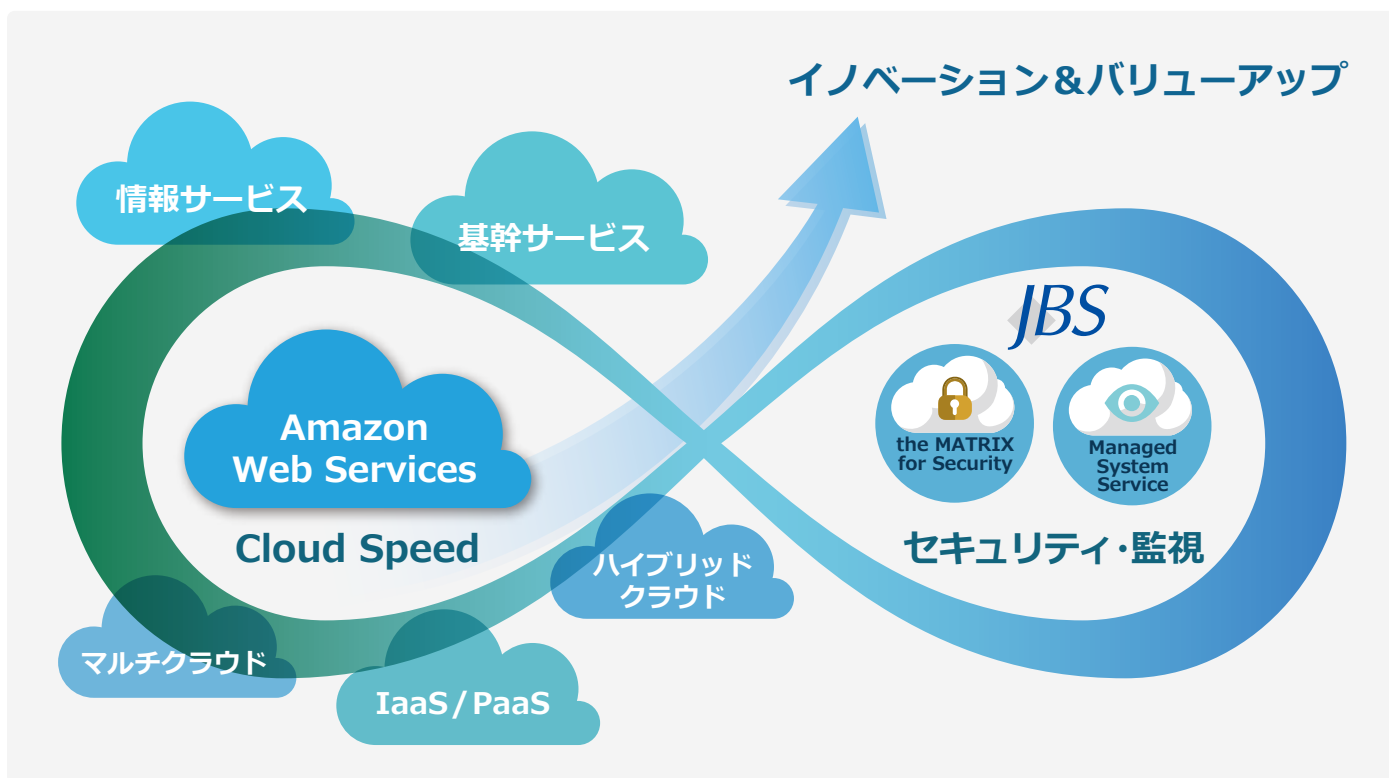 イノベーション&バリューアップ
情報サービス
基幹サービス
JBS
Amazon
Web Services
the MATRIX
for Security
Managed
System
Service
Cloud Speed
セキュリティ・監視
ハイブリッド
クラウド
マルチクラウド
IaaS/PaaS